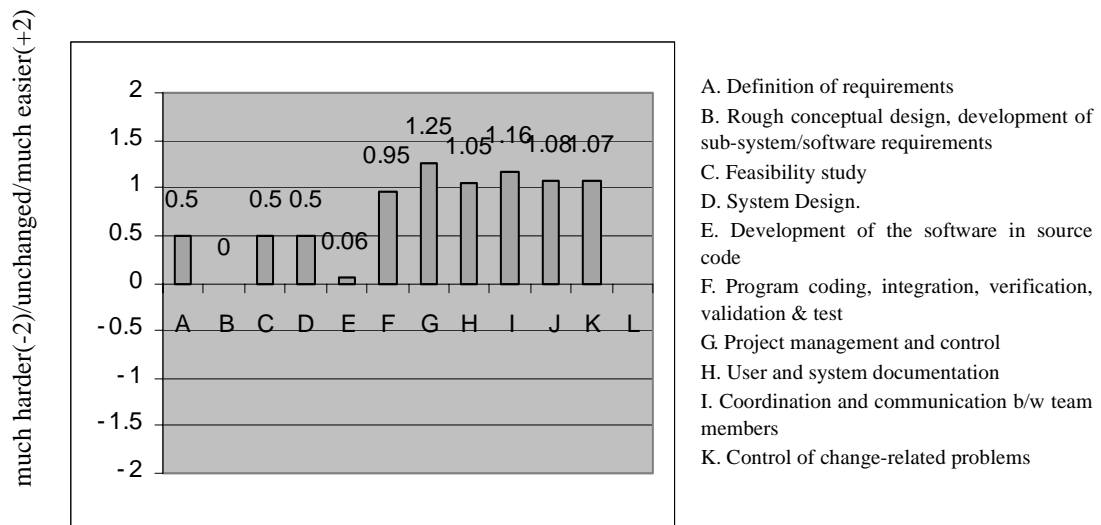 much harder(-2)/unchanged/much easier(+2)
2
1.5
1
0.5
0
-0.5
-1
-1.5
-2
0.5
0
0.5
0.5
0.06
0.95
1.25
1.05
1.16
1.08
1.07
A B C D E F G H I J K L
A. Definition of requirements
B. Rough conceptual design, development of
sub-system/software requirements
C. Feasibility study
D. System Design.
E. Development of the software in source
code
F. Program coding, integration, verification,
validation & test
G. Project management and control
H. User and system documentation
I. Coordination and communication b/w team
members
K. Control of change-related problems